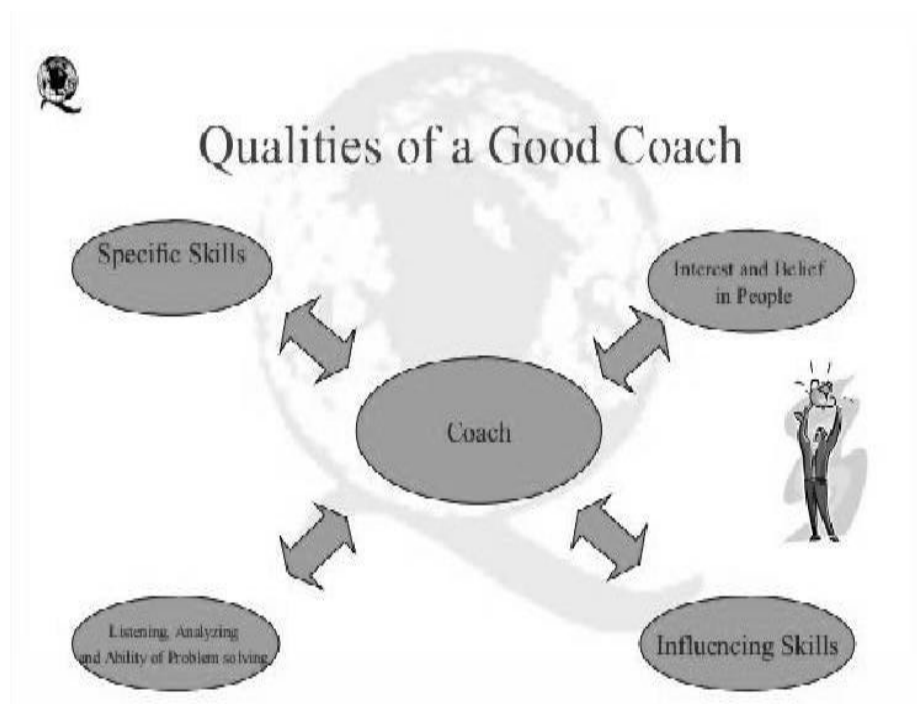 Qualities of a Good Coach
Specific Skills
Interest and Belief
in People
Coach
Listening, Analyzing
and Ability of Problem solving
Influencing Skills